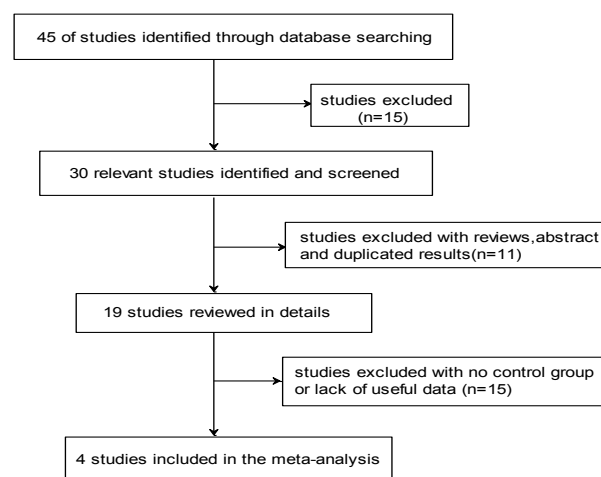 45 of studies identified through database searching
studies excluded
(n=15)
30 relevant studies identified and screened
studies excluded with reviews,abstract
and duplicated results(n=11)
19 studies reviewed in details
studies excluded with no control group
or lack of useful data (n=15)
4 studies included in the meta-analysis